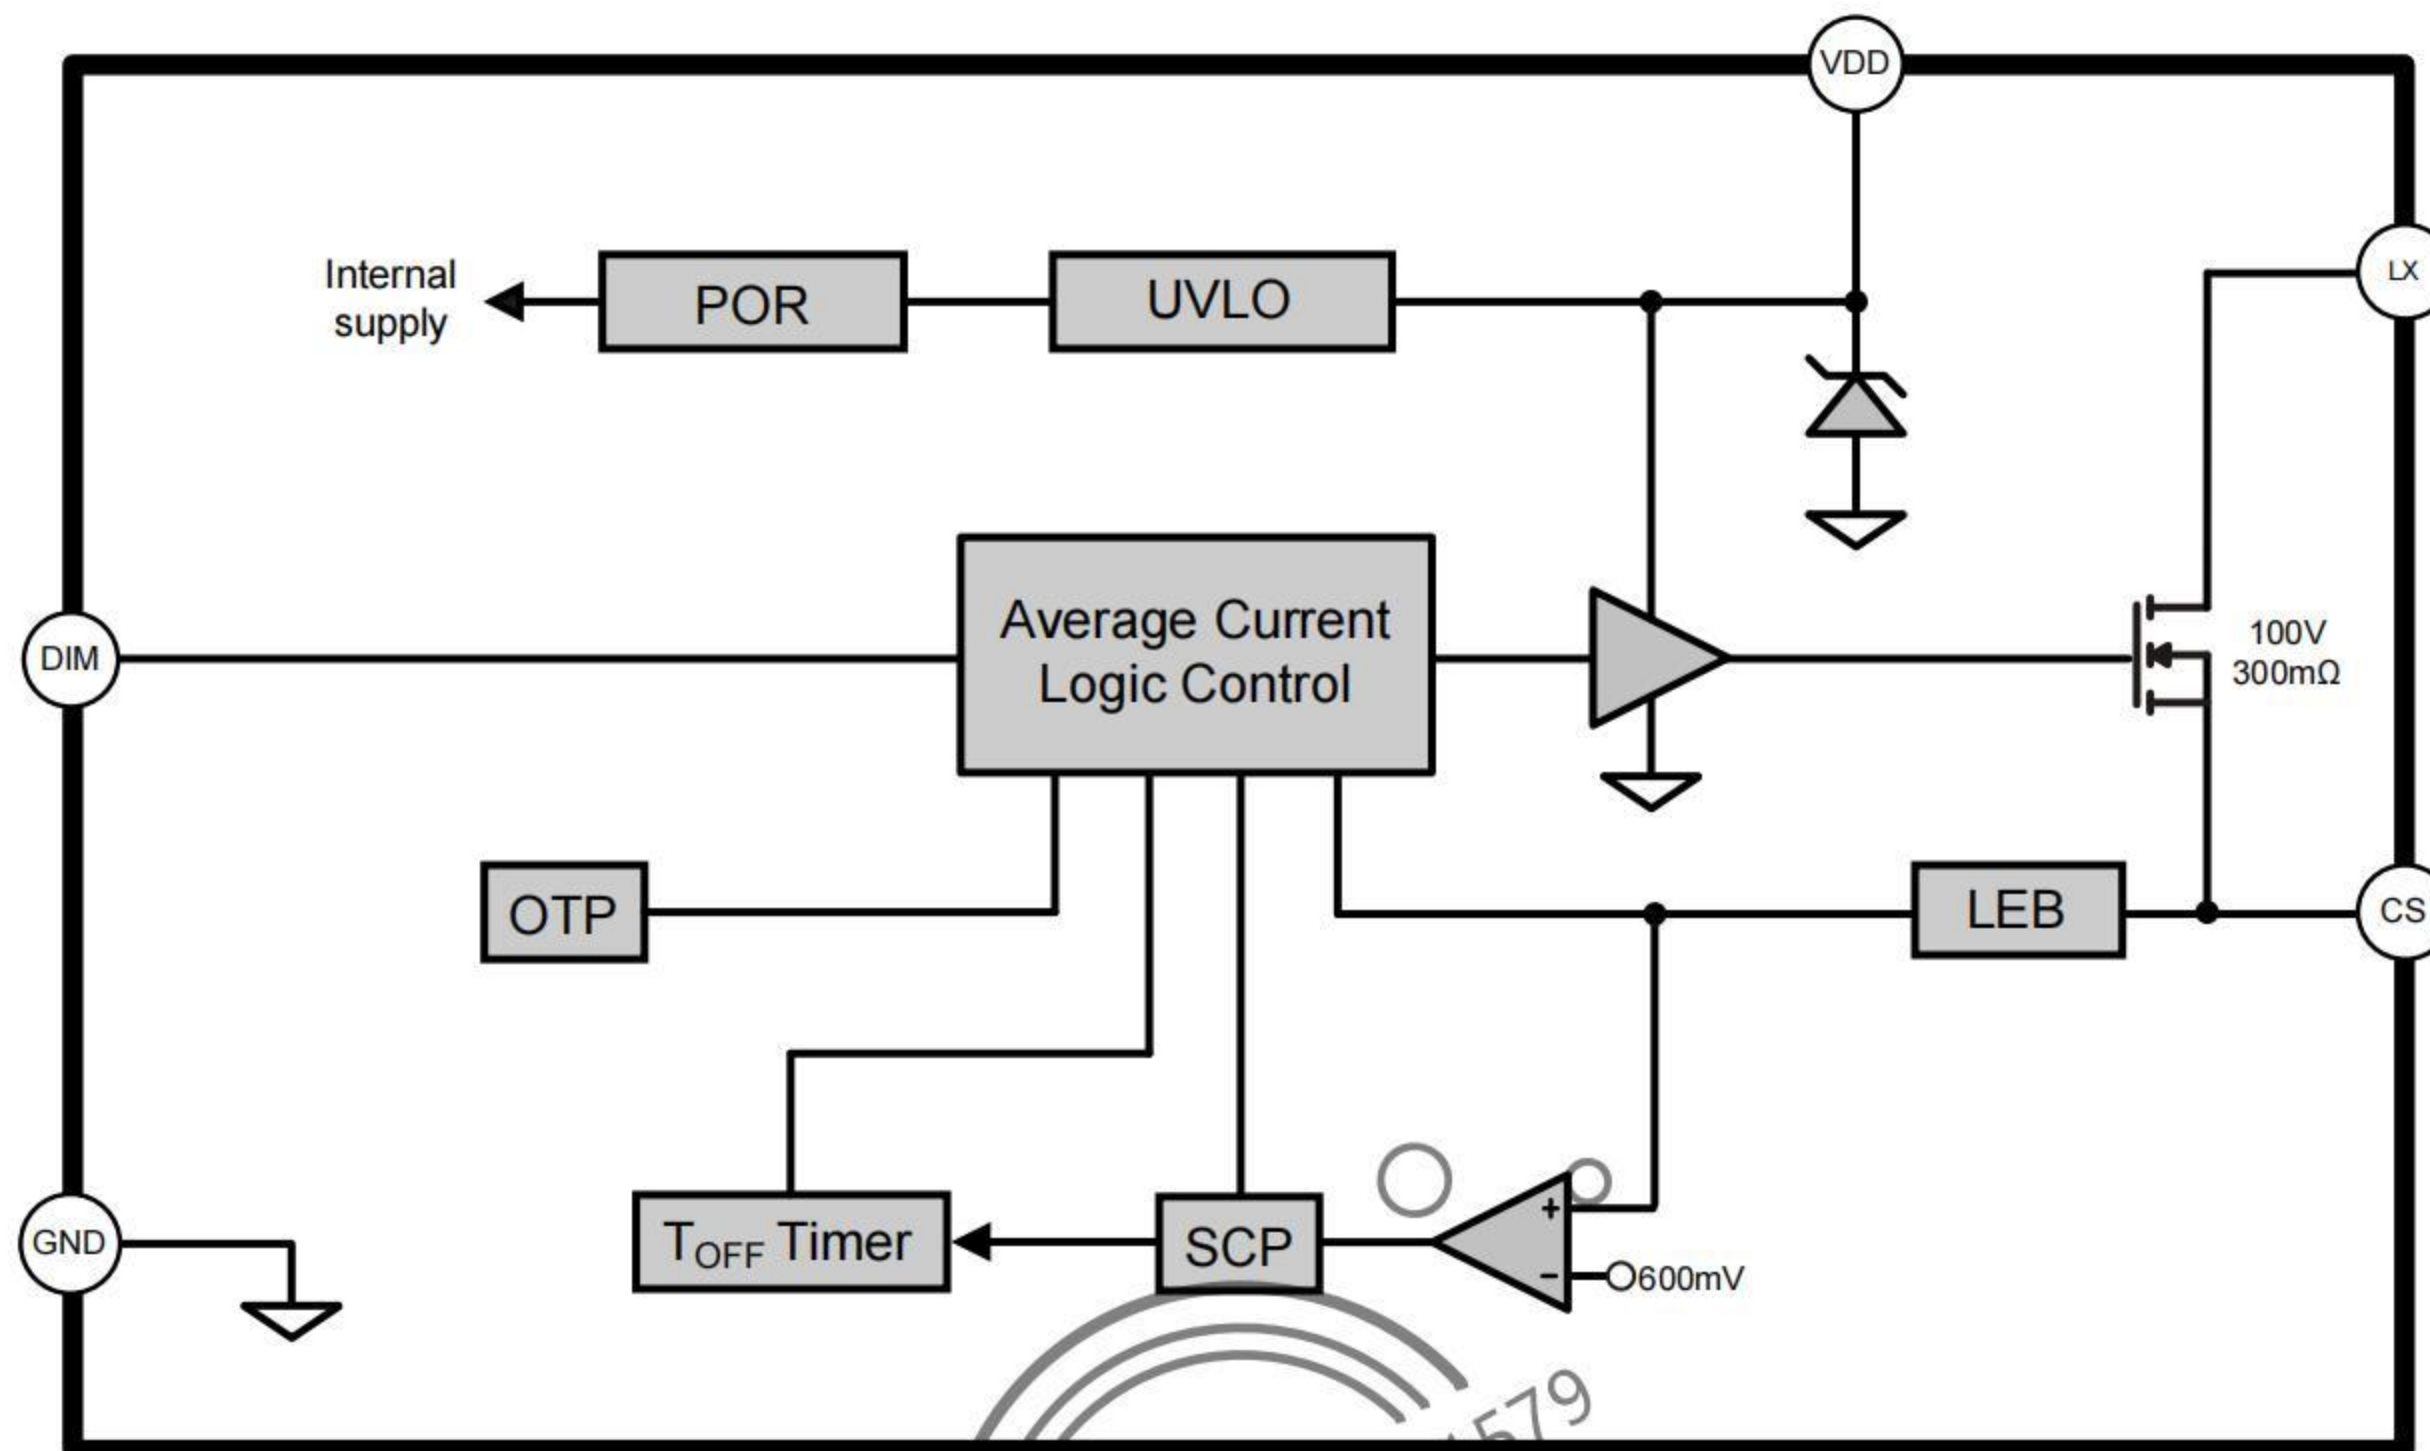 VDD
LX
Internal
supply
POR
UVLO
DIM
Average Current
Logic Control
100V
300mΩ
OTP
LEB
CS
GND
TOFF Timer
SCP
+
−
600mV
579